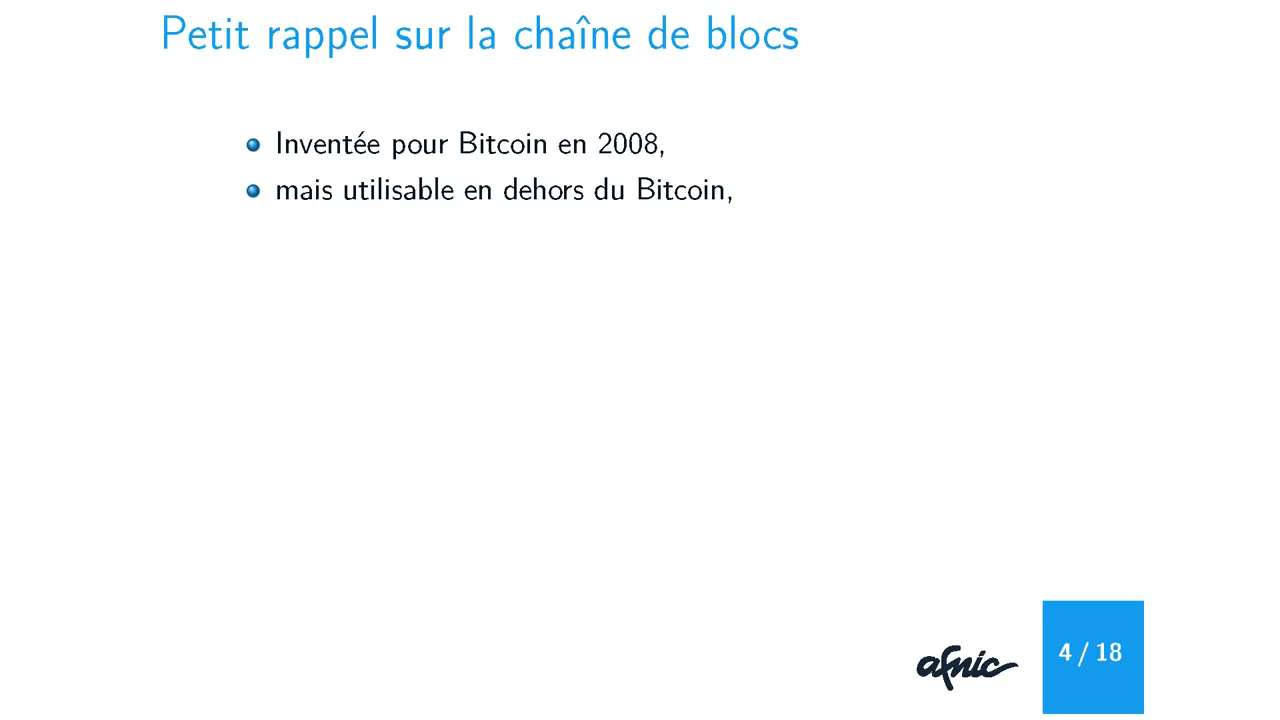 Petit rappel sur la chaîne de blocs
Inventée pour Bitcoin en 2008,
mais utilisable en dehors du Bitcoin,
afnic
4 / 18